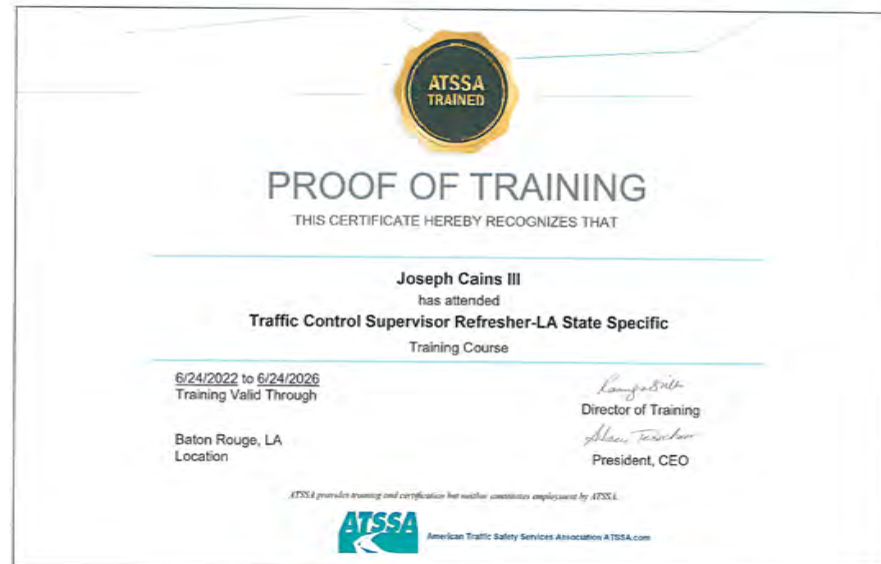 ATSSA
TRAINED
PROOF OF TRAINING
THIS CERTIFICATE HEREBY RECOGNIZES THAT
Joseph Cains III
has attended
Traffic Control Supervisor Refresher-LA State Specific
Training Course
6/24/2022 to 6/24/2026
Training Valid Through
Director of Training
Baton Rouge, LA
Location
President, CEO
ATSSA provides training and certification but neither constitutes employment by ATSSA.
ATSSA
American Traffic Safety Services Association ATSSA.com